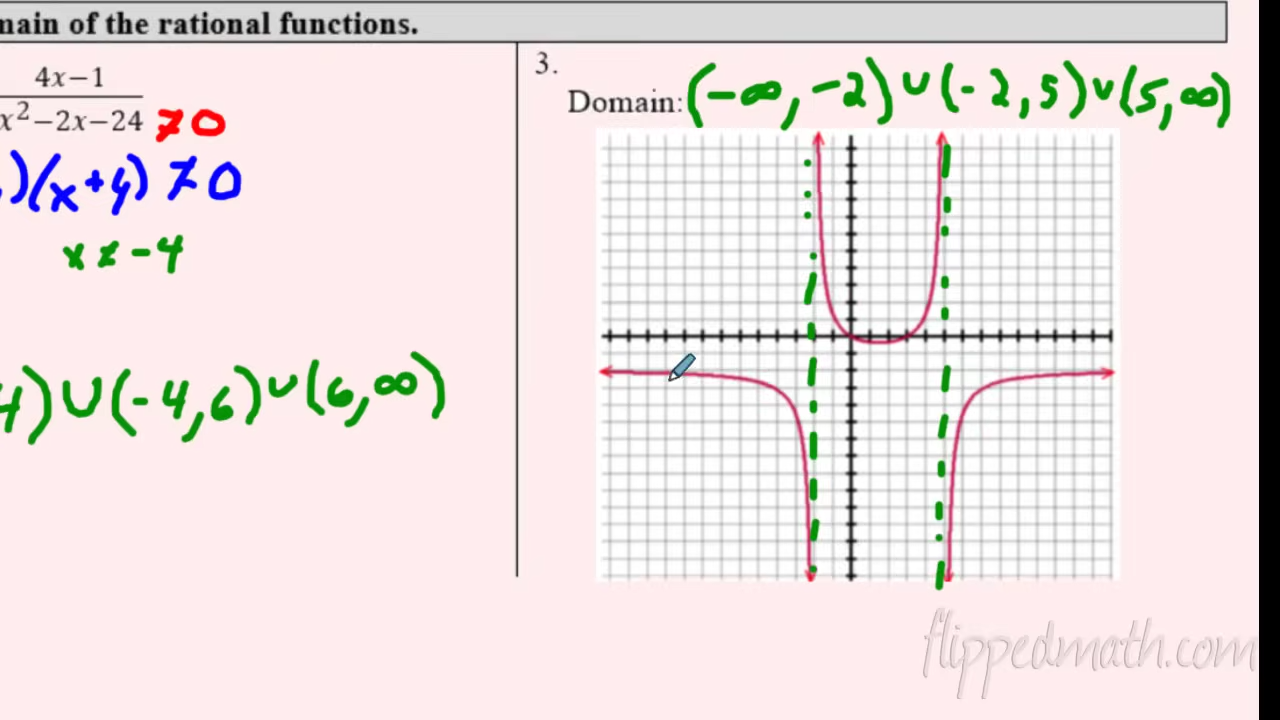 main of the rational functions.
4x−1
x²−2x−24 ≠0
)(x+4) ≠0
x ≠ -4
4) ∪ (-4,6) ∪ (6,∞)
3.
Domain: (-∞, -2) ∪ (-2,5) ∪ (5,∞)
flippedmath.com